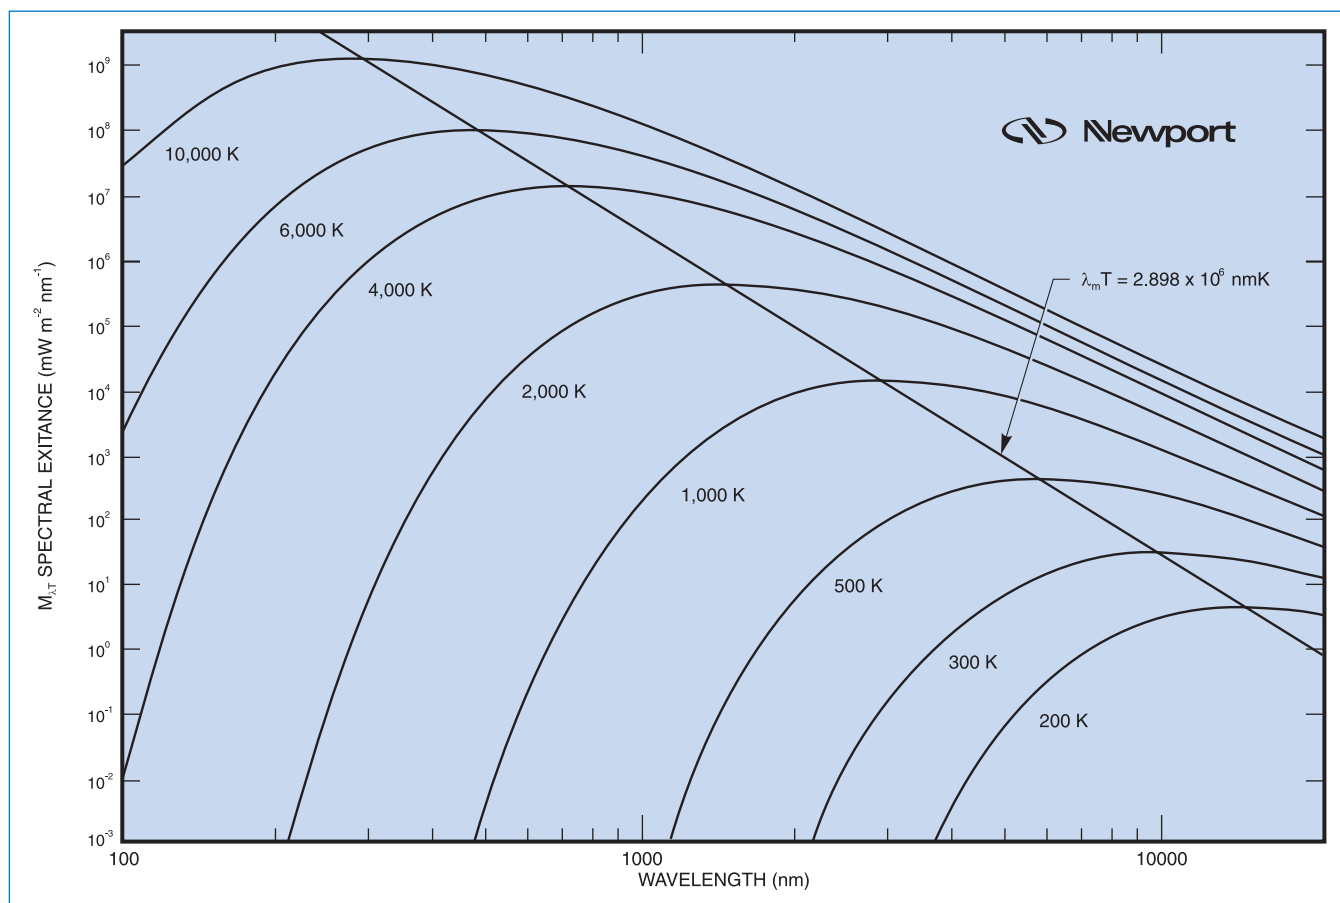 10⁹
10⁸
10⁷
10⁶
10⁵
10⁴
10³
10²
10¹
10⁰
10⁻¹
10⁻²
10⁻³
M_λT SPECTRAL EXITANCE (mW m⁻² nm⁻¹)
Newport
10,000 K
6,000 K
4,000 K
λₘT = 2.898 x 10⁶ nmK
2,000 K
1,000 K
500 K
300 K
200 K
100
1000
10000
WAVELENGTH (nm)